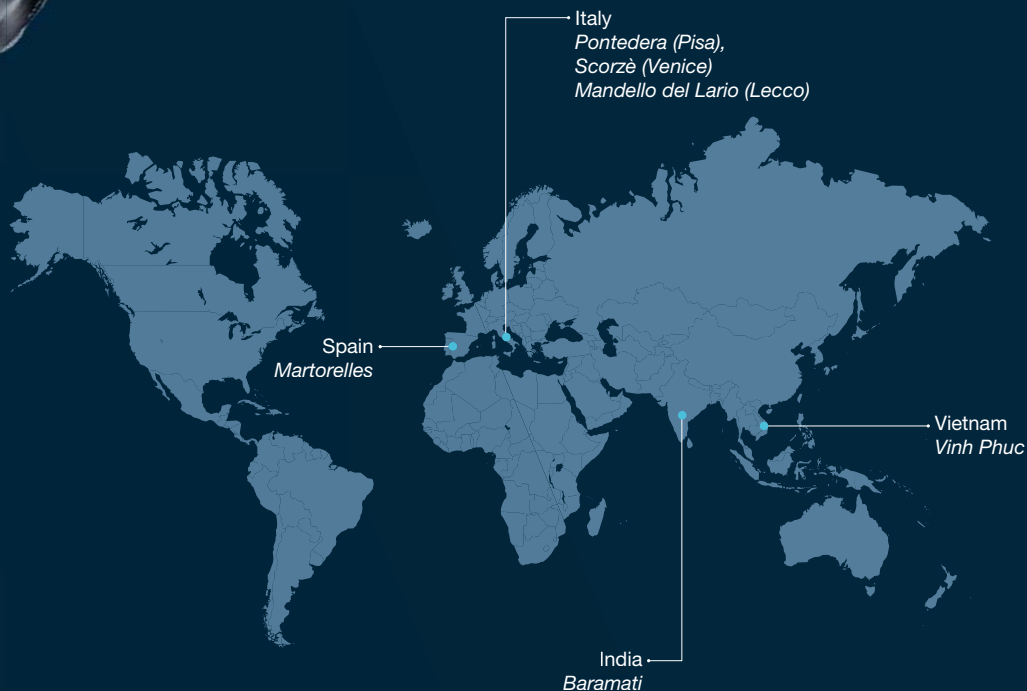 Italy
Pontedera (Pisa),
Scorzè (Venice)
Mandello del Lario (Lecco)
Spain
Martorelles
Vietnam
Vinh Phuc
India
Baramati